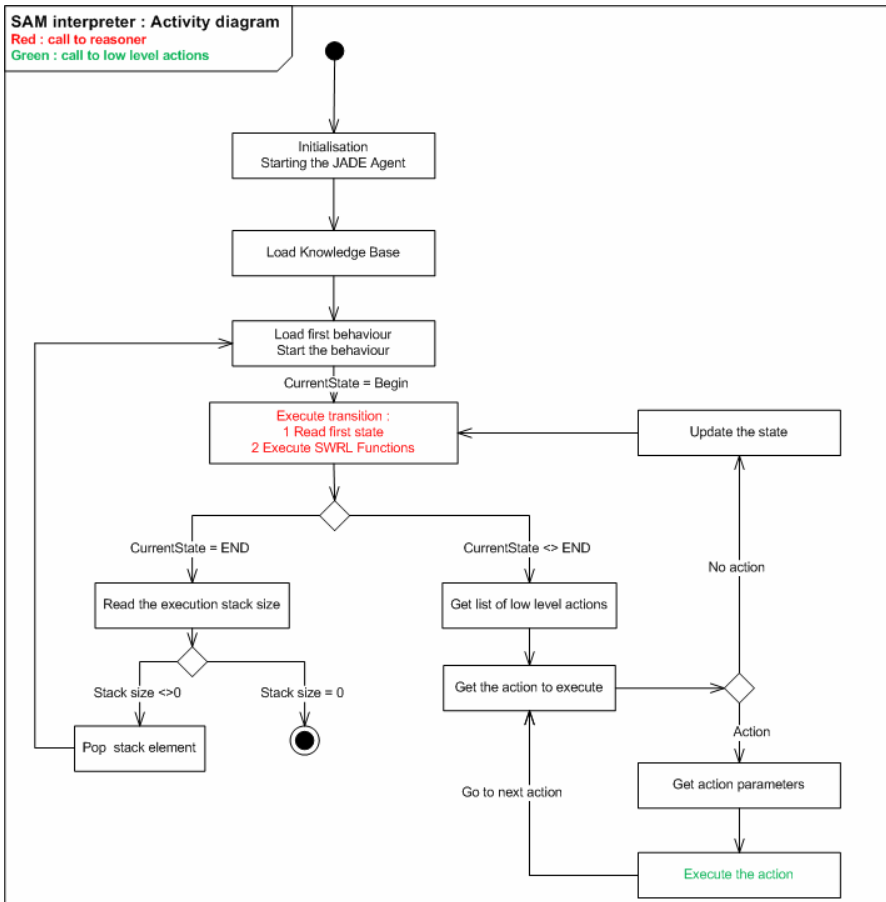 SAM interpreter : Activity diagram
Red : call to reasoner
Green : call to low level actions
Initialisation
Starting the JADE Agent
Load Knowledge Base
Load first behaviour
Start the behaviour
CurrentState = Begin
Execute transition :
1 Read first state
2 Execute SWRL Functions
Update the state
CurrentState = END
CurrentState <> END
No action
Read the execution stack size
Get list of low level actions
Get the action to execute
Stack size <>0
Stack size = 0
Action
Pop stack element
Get action parameters
Go to next action
Execute the action